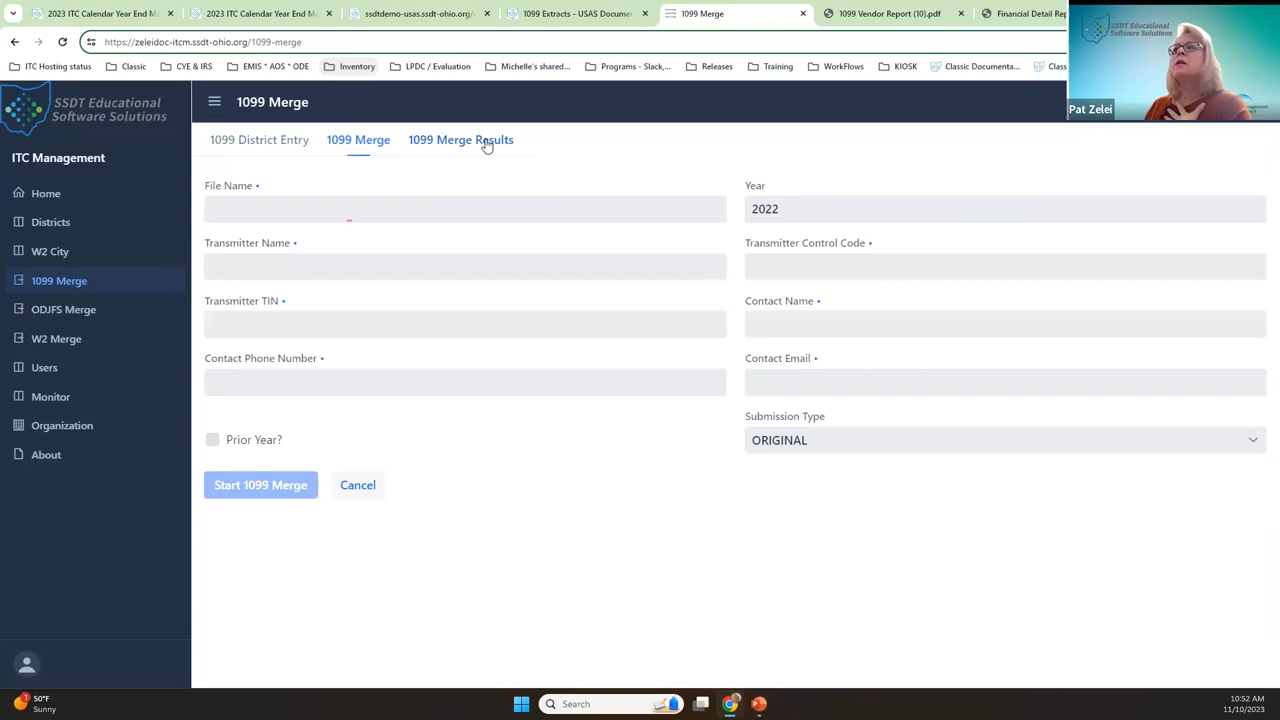 2023 ITC Calendar Year End M
2023 ITC Calendar Year End M
ssdtdemo-usas.ssdt-ohio.org/
1099 Extracts - USAS Documen
1099 Merge
1099 Vendor Report (10).pdf
Financial Detail Rep
https://zeleidoc-itcm.ssdt-ohio.org/1099-merge
ITC Hosting status
Classic
CYE & IRS
EMIS * AOS * ODE
Inventory
LPDC / Evaluation
Michelle's shared...
Programs - Slack,...
Releases
Training
WorkFlows
KIOSK
Classic Documenta...
Class
SSDT Educational
Software Solutions
Pat Zelei
SSDT Educational
Software Solutions
ITC Management
Home
Districts
W2 City
1099 Merge
ODJFS Merge
W2 Merge
Users
Monitor
Organization
About
1099 Merge
1099 District Entry
1099 Merge
1099 Merge Results
File Name
Year
2022
Transmitter Name
Transmitter Control Code
Transmitter TIN
Contact Name
Contact Phone Number
Contact Email
Submission Type
Prior Year?
ORIGINAL
Start 1099 Merge
Cancel
1
50°F
Sunny
Search
10:52 AM
11/10/2023